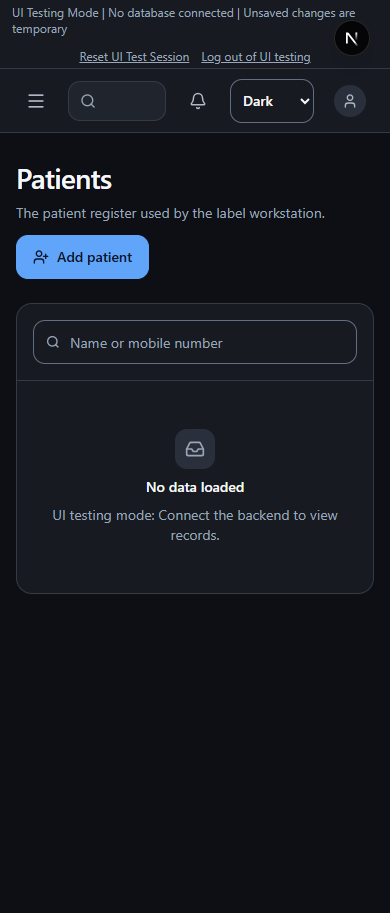 UI Testing Mode | No database connected | Unsaved changes are
temporary
N
Reset UI Test Session Log out of UI testing
Dark
Patients
The patient register used by the label workstation.
Add patient
Name or mobile number
No data loaded
UI testing mode: Connect the backend to view
records.